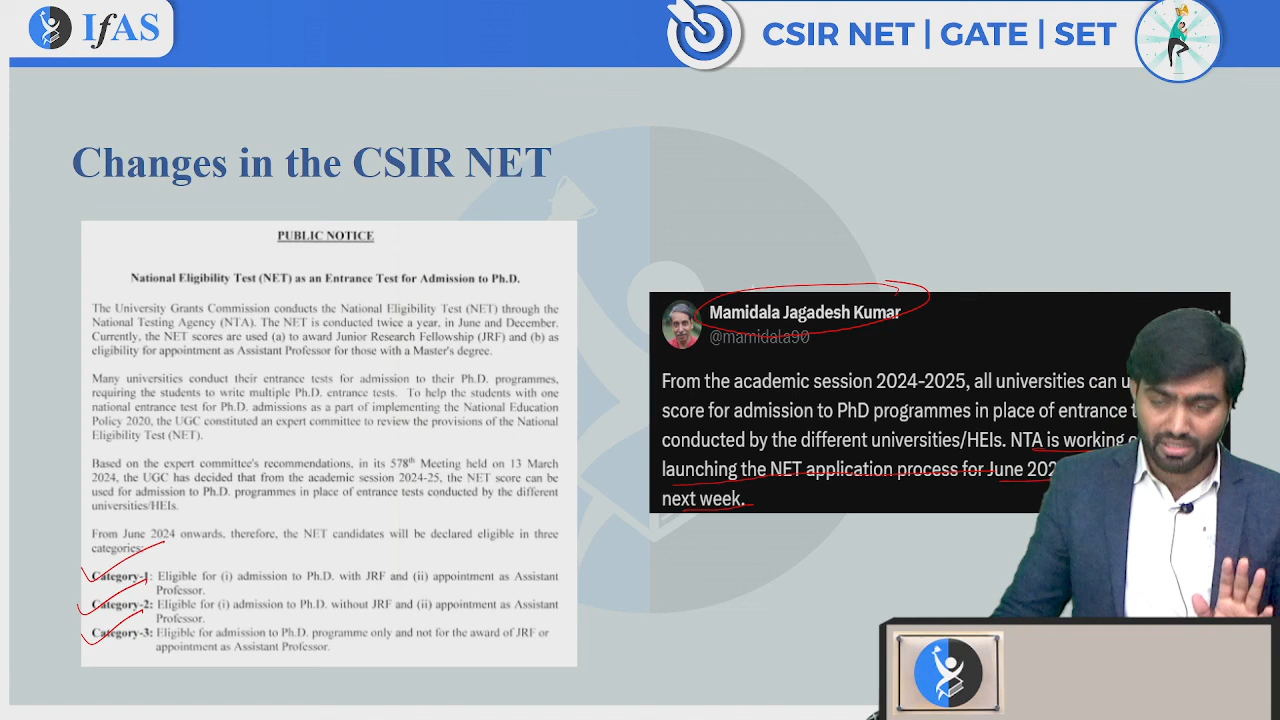 IfAS
CSIR NET | GATE | SET
Changes in the CSIR NET
PUBLIC NOTICE
National Eligibility Test (NET) as an Entrance Test for Admission to Ph.D.
The University Grants Commission conducts the National Eligibility Test (NET) through the
National Testing Agency (NTA). The NET is conducted twice a year, in June and December.
Currently, the NET scores are used (a) to award Junior Research Fellowship (JRF) and (b) as
eligibility for appointment as Assistant Professor for those with a Master's degree.
Many universities conduct their entrance tests for admission to their Ph.D. programmes,
requiring the students to write multiple Ph.D. entrance tests. To help the students with one
national entrance test for Ph.D. admissions as a part of implementing the National Education
Policy 2020, the UGC constituted an expert committee to review the provisions of the National
Eligibility Test (NET).
Based on the expert committee's recommendations, in its 578th Meeting held on 13 March
2024, the UGC has decided that from the academic session 2024-25, the NET score can be
used for admission to Ph.D. programmes in place of entrance tests conducted by the different
universities/HEIs.
From June 2024 onwards, therefore, the NET candidates will be declared eligible in three
categories:
Category-1: Eligible for (i) admission to Ph.D. with JRF and (ii) appointment as Assistant
Professor.
Category-2: Eligible for (i) admission to Ph.D. without JRF and (ii) appointment as Assistant
Professor.
Category-3: Eligible for admission to Ph.D. programme only and not for the award of JRF or
appointment as Assistant Professor.
Mamidala Jagadesh Kumar
@mamidala90
From the academic session 2024-2025, all universities can
score for admission to PhD programmes in place of entrance
conducted by the different universities/HEIs. NTA is working
launching the NET application process for June
next week.